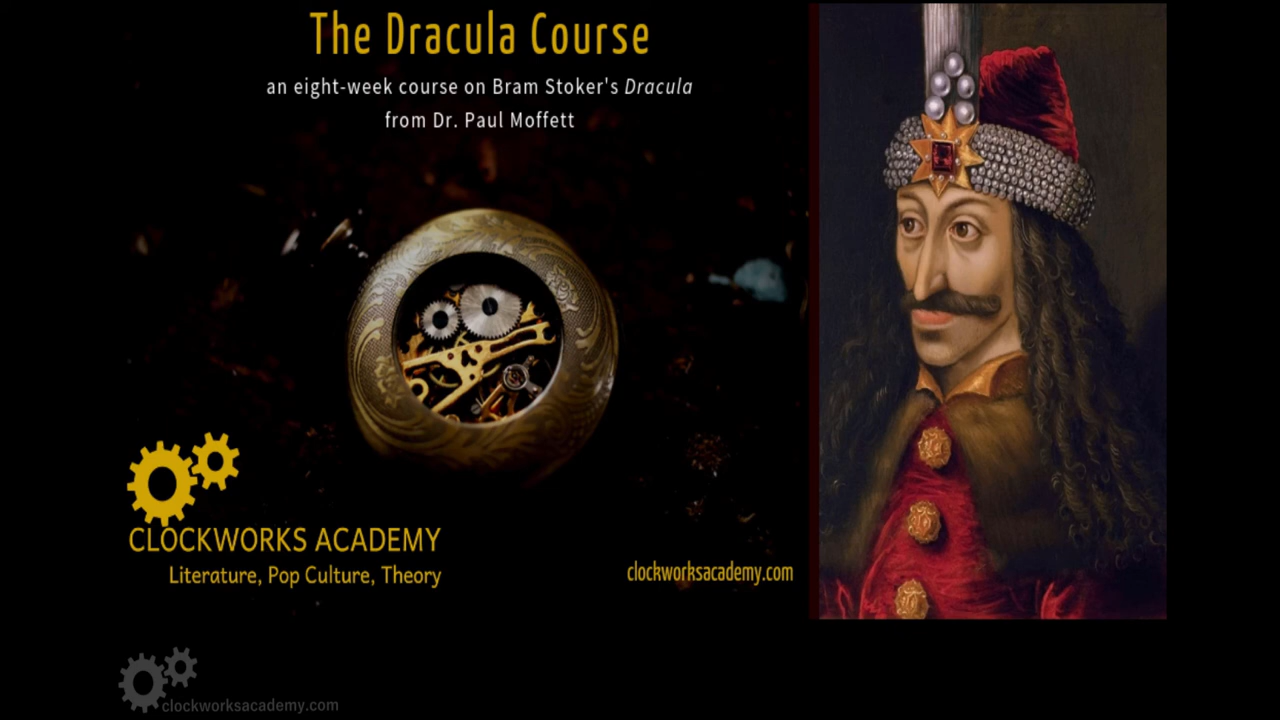 The Dracula Course
an eight-week course on Bram Stoker's Dracula
from Dr. Paul Moffett
CLOCKWORKS ACADEMY
Literature, Pop Culture, Theory
clockworksacademy.com
clockworksacademy.com